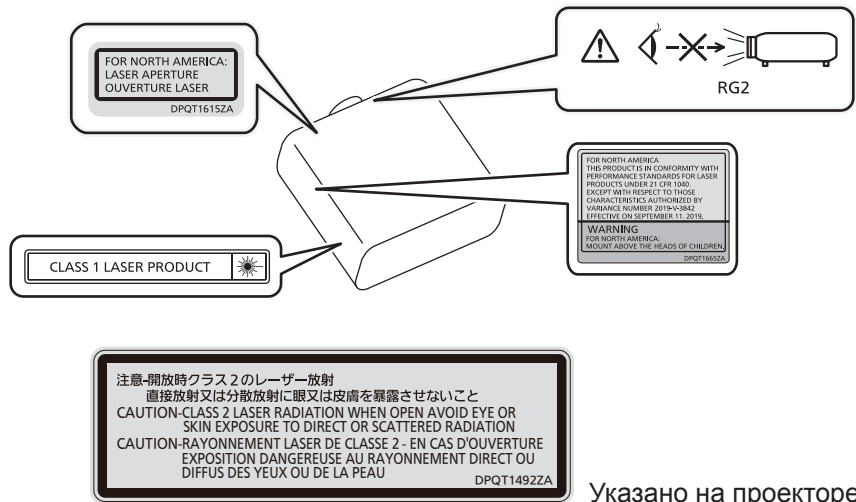 FOR NORTH AMERICA:
LASER APERTURE
OUVERTURE LASER
DPQT1615ZA
RG2
FOR NORTH AMERICA
THIS PRODUCT IS IN CONFORMITY WITH
PERFORMANCE STANDARDS FOR LASER
PRODUCTS UNDER 21 CFR 1040.
EXCEPT WITH RESPECT TO THOSE
CHARACTERISTICS AUTHORIZED BY
VARIANCE NUMBER 2019-V-3842
EFFECTIVE ON SEPTEMBER 11. 2019.
WARNING
FOR NORTH AMERICA:
MOUNT ABOVE THE HEADS OF CHILDREN.
DPQT1665ZA
CLASS 1 LASER PRODUCT
注意-開放時クラス2のレーザー放射
直接放射又は分散放射に眼又は皮膚を暴露させないこと
CAUTION-CLASS 2 LASER RADIATION WHEN OPEN AVOID EYE OR
SKIN EXPOSURE TO DIRECT OR SCATTERED RADIATION
CAUTION-RAYONNEMENT LASER DE CLASSE 2 - EN CAS D'OUVERTURE
EXPOSITION DANGEREUSE AU RAYONNEMENT DIRECT OU
DIFFUS DES YEUX OU DE LA PEAU
DPQT1492ZA
Указано на проекторе